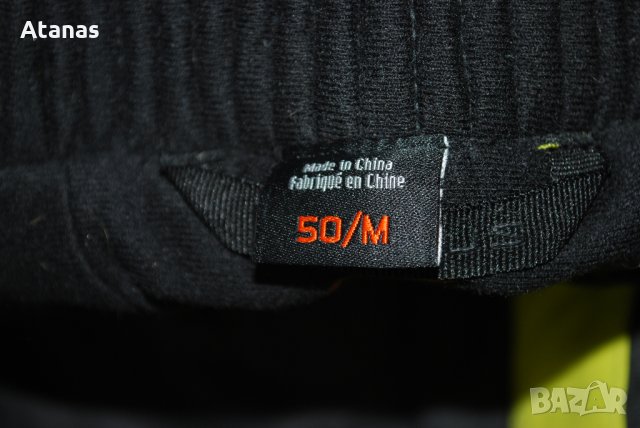 Atanas
Made in China
Fabriqué en Chine
50/M
BAZAR